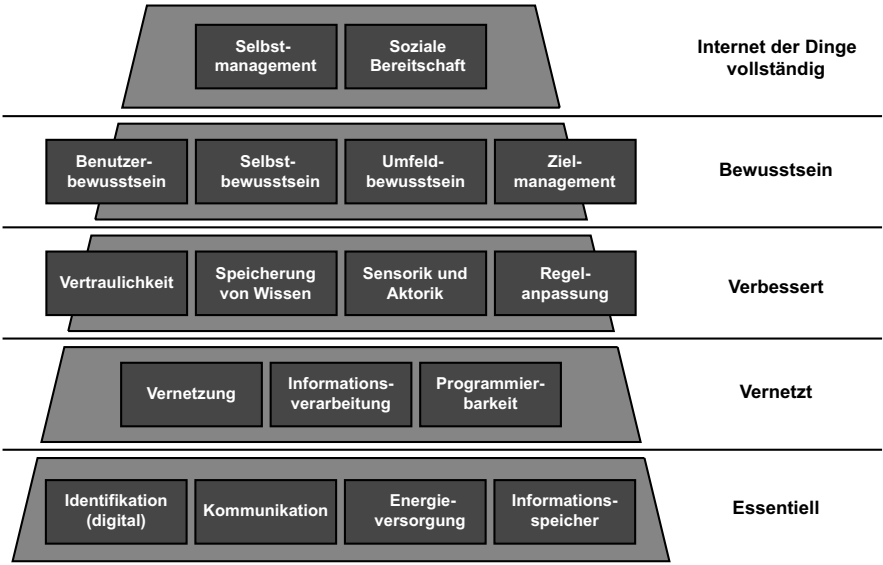 Selbst-
management
Soziale
Bereitschaft
Internet der Dinge
vollständig
Benutzer-
bewusstsein
Selbst-
bewusstsein
Umfeld-
bewusstsein
Ziel-
management
Bewusstsein
Vertraulichkeit
Speicherung
von Wissen
Sensorik und
Aktorik
Regel-
anpassung
Verbessert
Vernetzung
Informations-
verarbeitung
Programmier-
barkeit
Vernetzt
Identifikation
(digital)
Kommunikation
Energie-
versorgung
Informations-
speicher
Essentiell